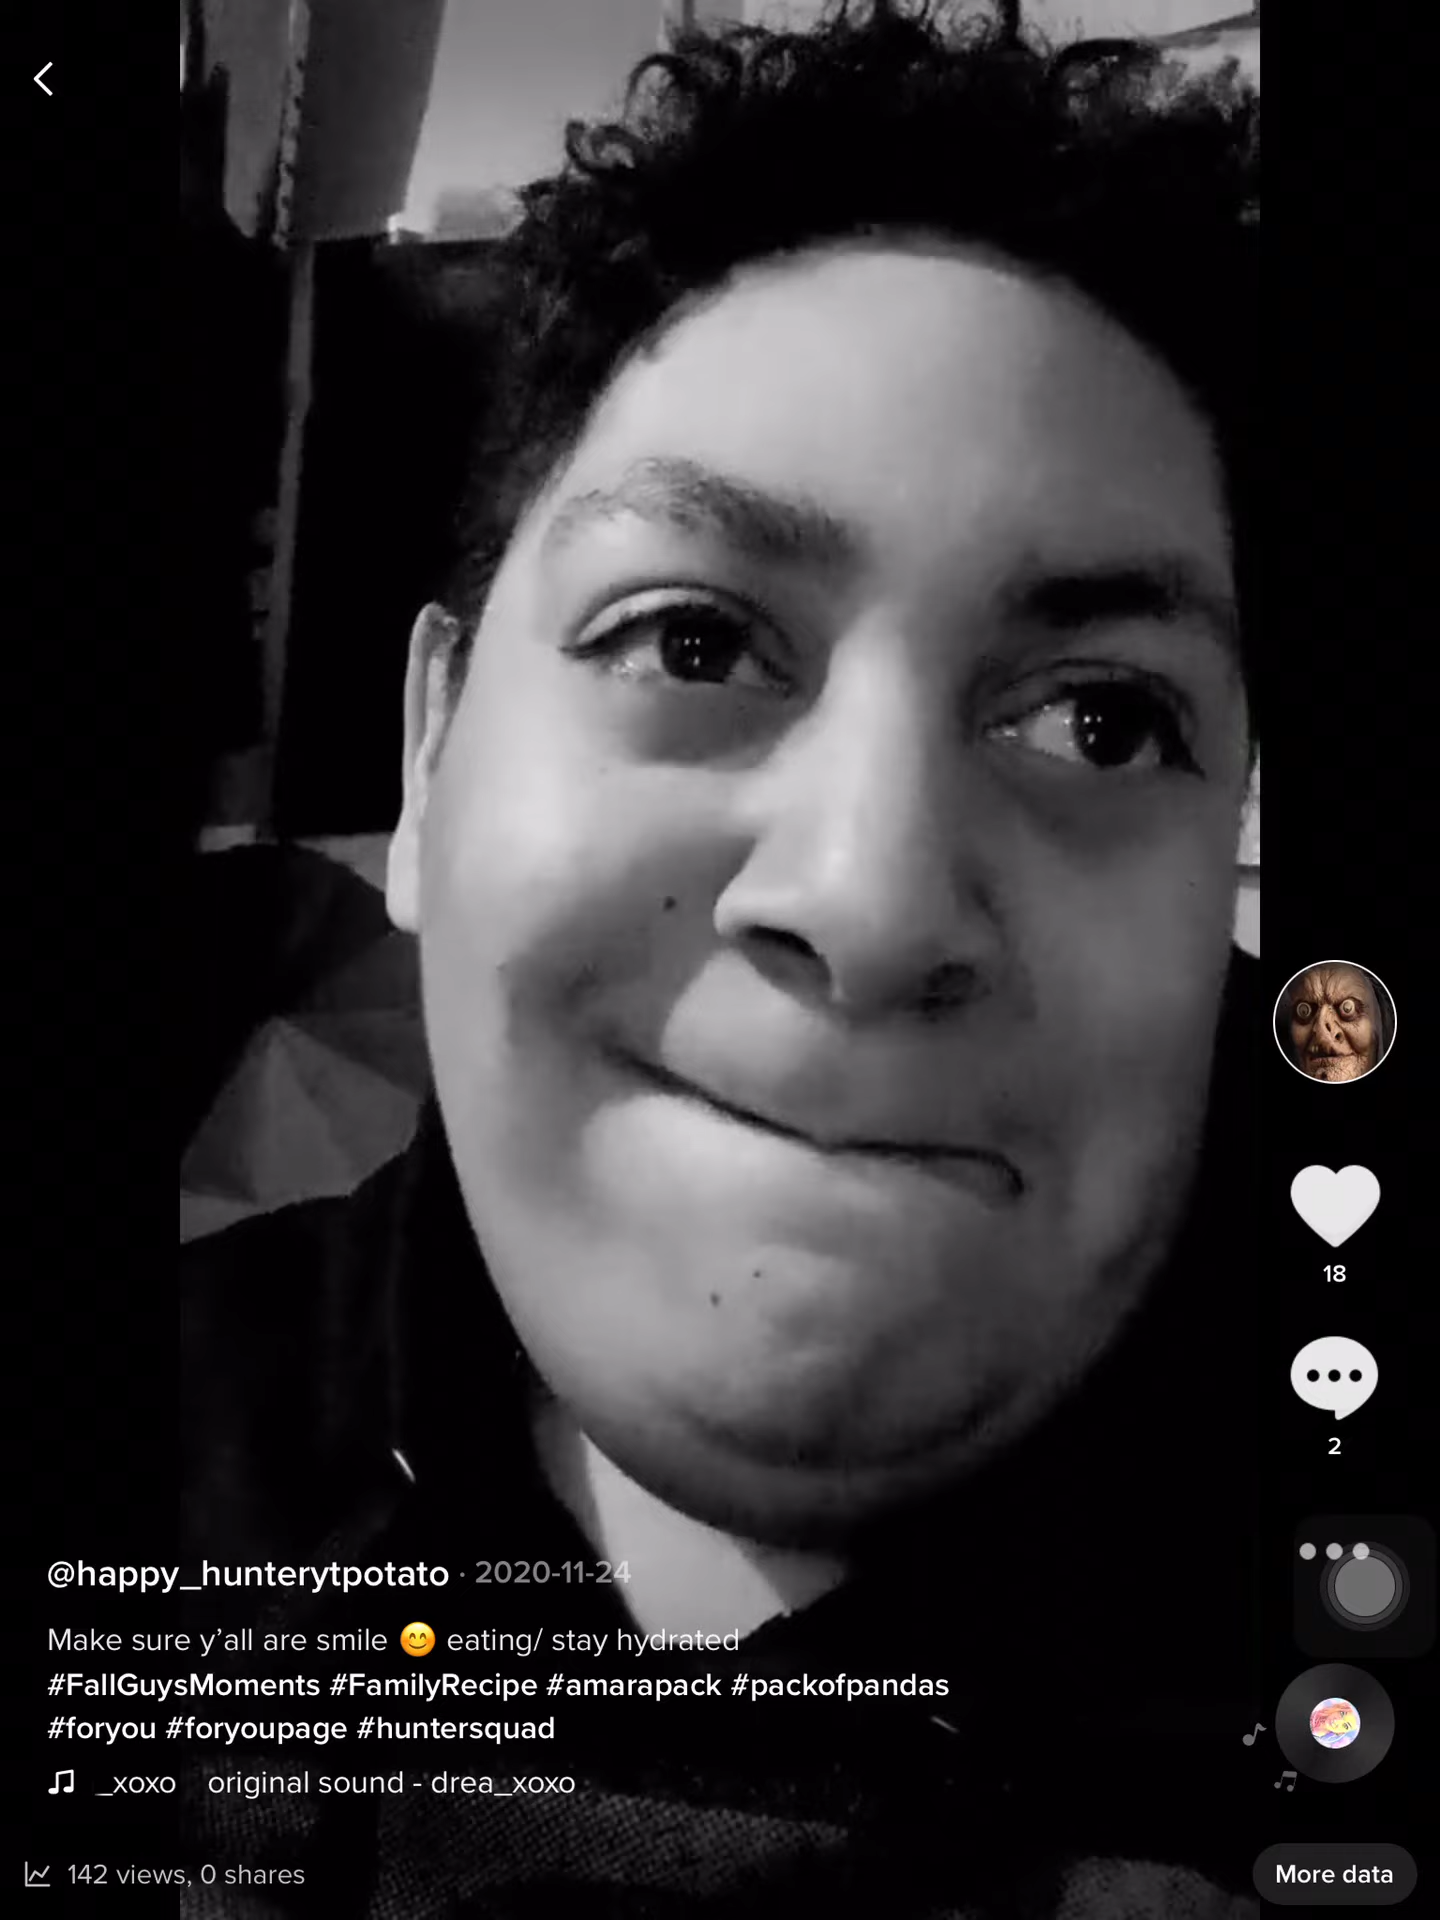 18
2
@happy_hunterytpotato · 2020-11-24
Make sure y’all are smile 😊 eating/ stay hydrated
#FallGuysMoments #FamilyRecipe #amarapack #packofpandas
#foryou #foryoupage #huntersquad
_xoxo original sound - drea_xoxo
142 views, 0 shares
More data